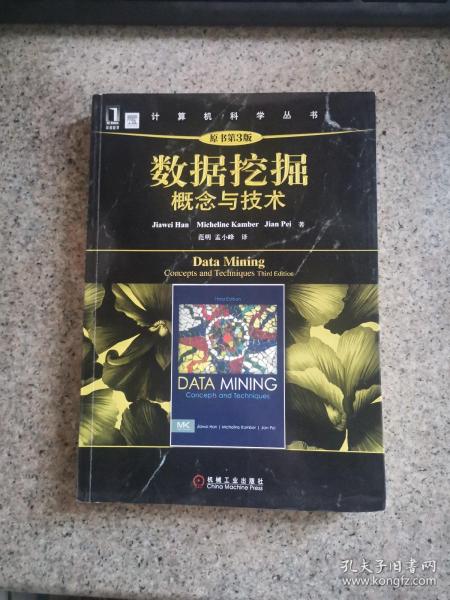 计算机科学丛书
原书第3版
数据挖掘
概念与技术
Jiawei Han Micheline Kamber Jian Pei 著
范明 孟小峰 译
Data Mining
Concepts and Techniques Third Edition
Third Edition
DATA MINING
Concepts and Techniques
MK
Jiawei Han | Micheline Kamber | Jian Pei
机械工业出版社
China Machine Press
孔夫子旧书网
www.kongfz.com